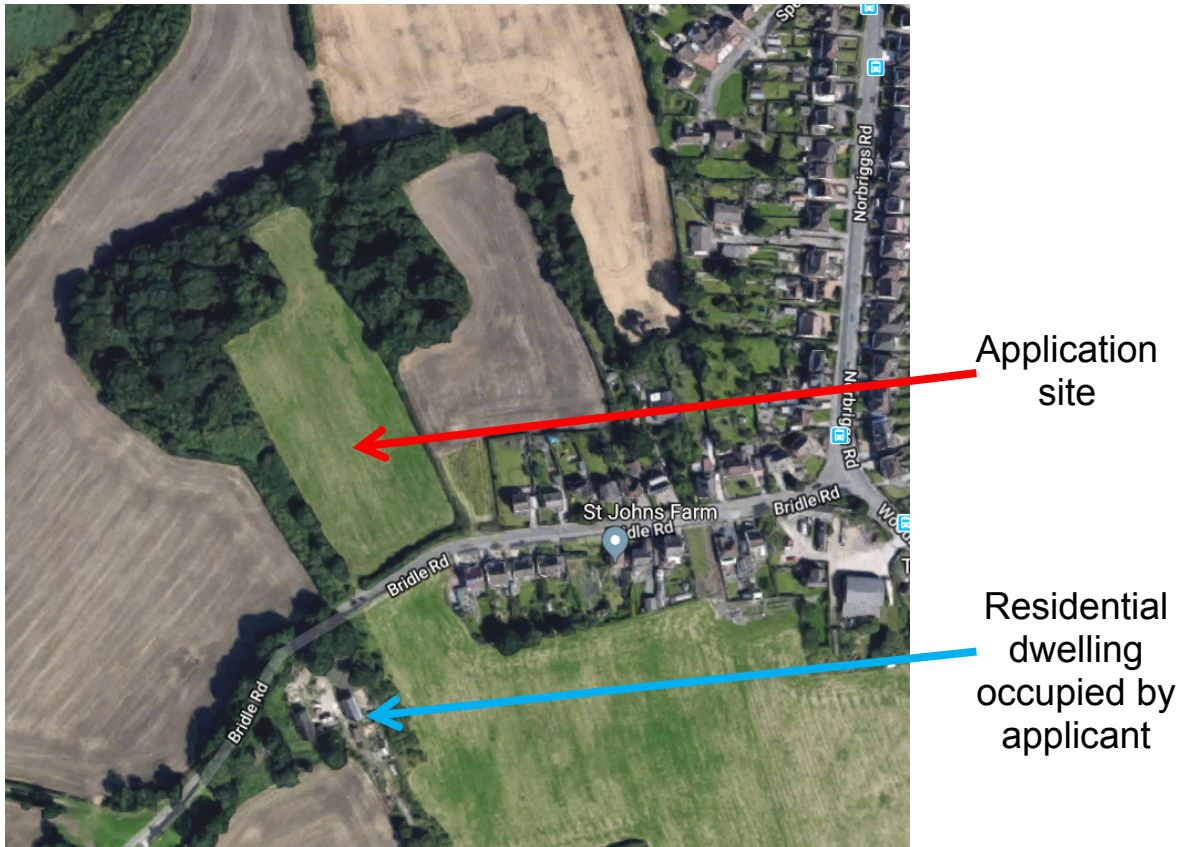 Norbriggs Rd
Norbriggs Rd
Application
site
St Johns Farm
Bridle Rd
Bridle Rd
Bridle Rd
Bridle Rd
Residential
dwelling
occupied by
applicant